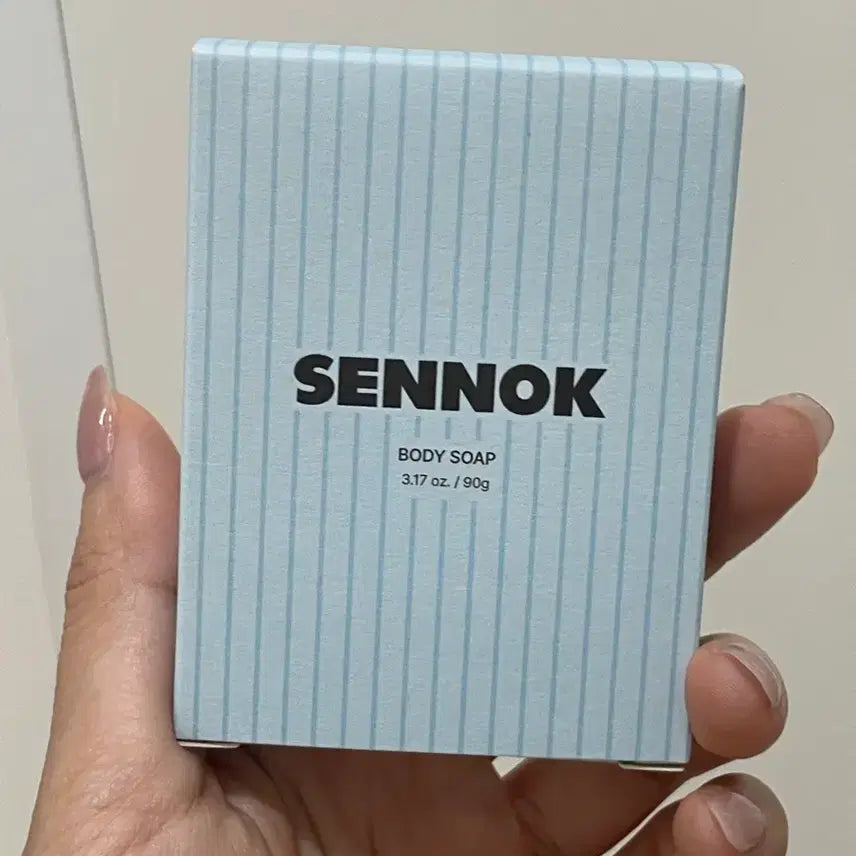 SENNOK
BODY SOAP
3.17 oz. / 90g